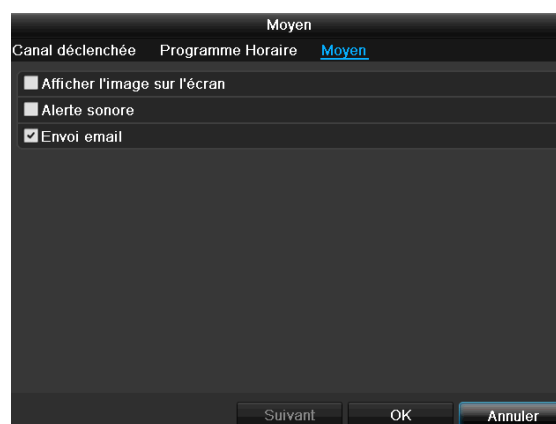 Moyen
Canal déclenchée Programme Horaire Moyen
Afficher l'image sur l'écran
Alerte sonore
Envoi email
Suivant OK Annuler